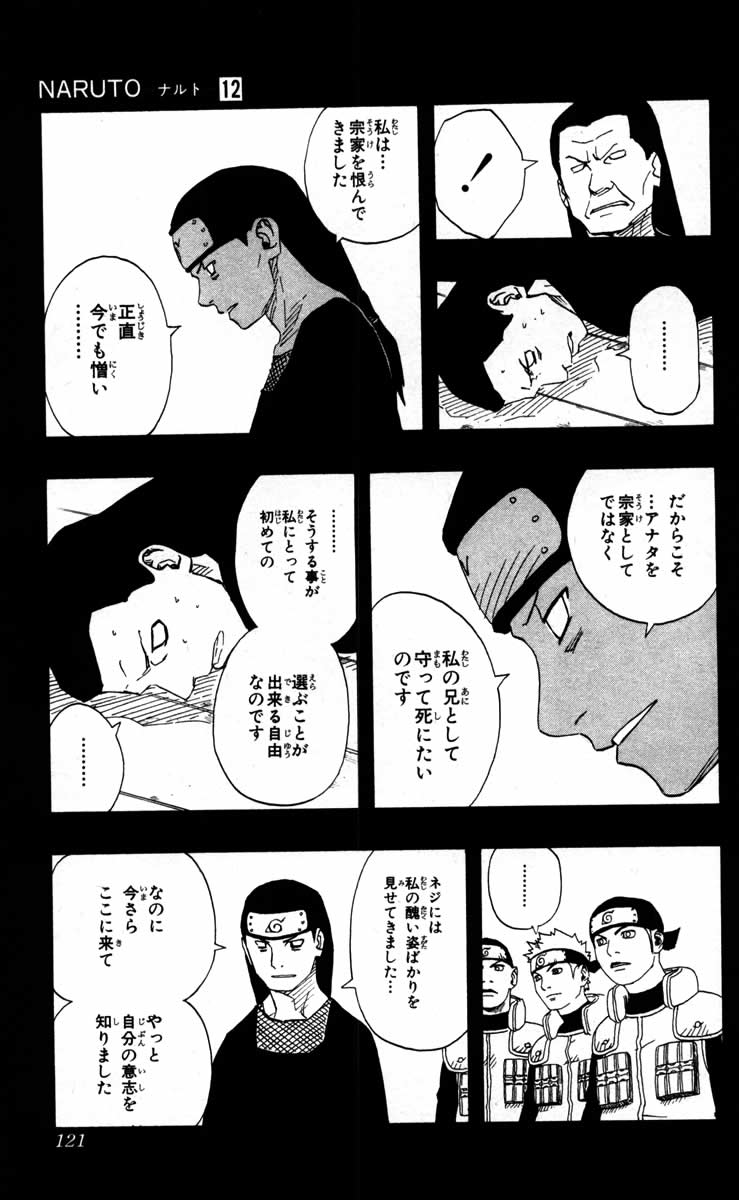 NARUTO ナルト 12
!
私は…
宗家を恨んで
きました
………
正直
今でも憎い
………
だからこそ
…アナタを
宗家として
ではなく
私の兄として
守って死にたい
のです
………
そうする事が
私にとって
初めての
選ぶことが
出来る自由
なのです
………
………
ネジには
私の醜い姿ばかりを
見せてきました…
なのに
今さら
ここに来て
やっと
自分の意志を
知りました
121